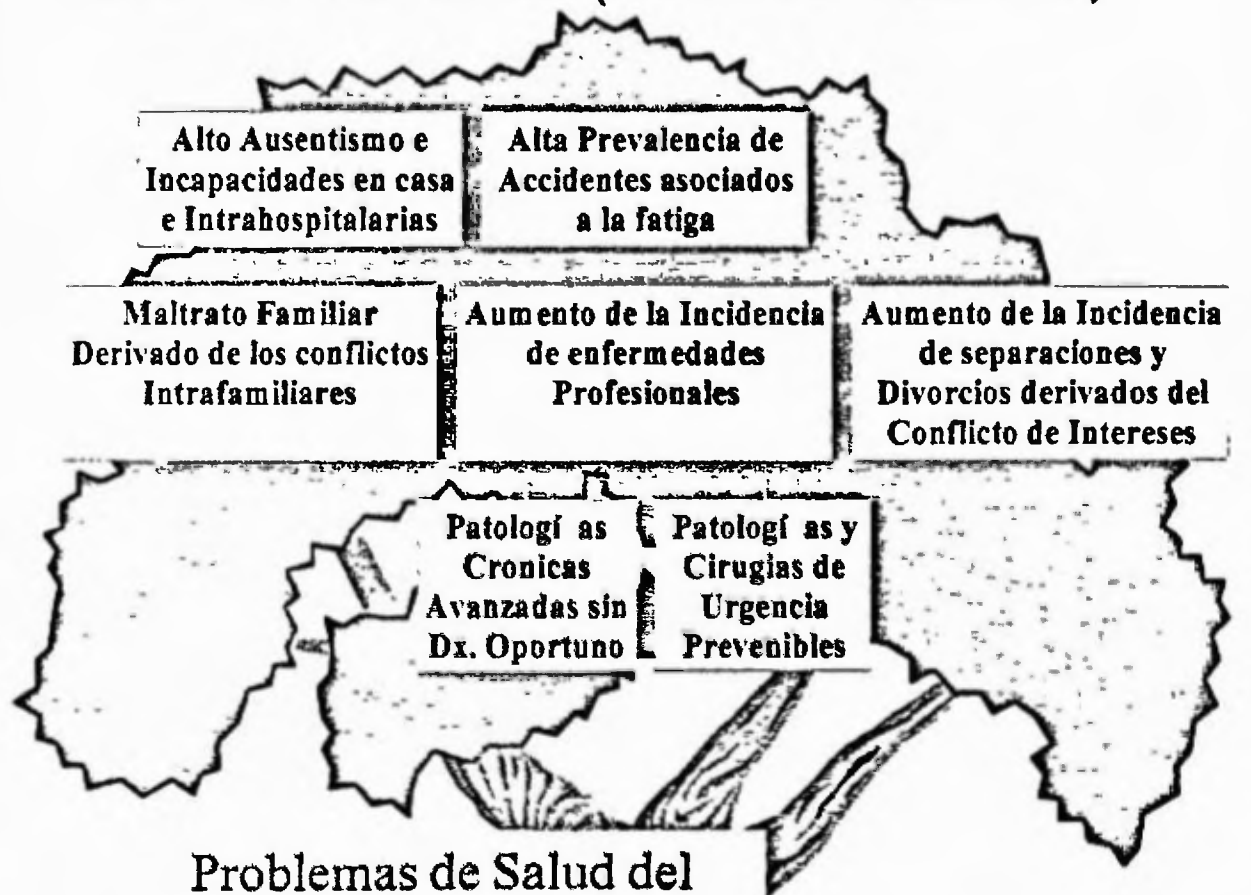 Alto Ausentismo e
Incapacidades en casa
e Intrahospitalarias
Alta Prevalencia de
Accidentes asociados
a la fatiga
Maltrato Familiar
Derivado de los conflictos
Intrafamiliares
Aumento de la Incidencia
de enfermedades
Profesionales
Aumento de la Incidencia
de separaciones y
Divorcios derivados del
Conflicto de Intereses
Patologí as
Cronicas
Avanzadas sin
Dx. Oportuno
Patologí as y
Cirugias de
Urgencia
Prevenibles
Problemas de Salud del